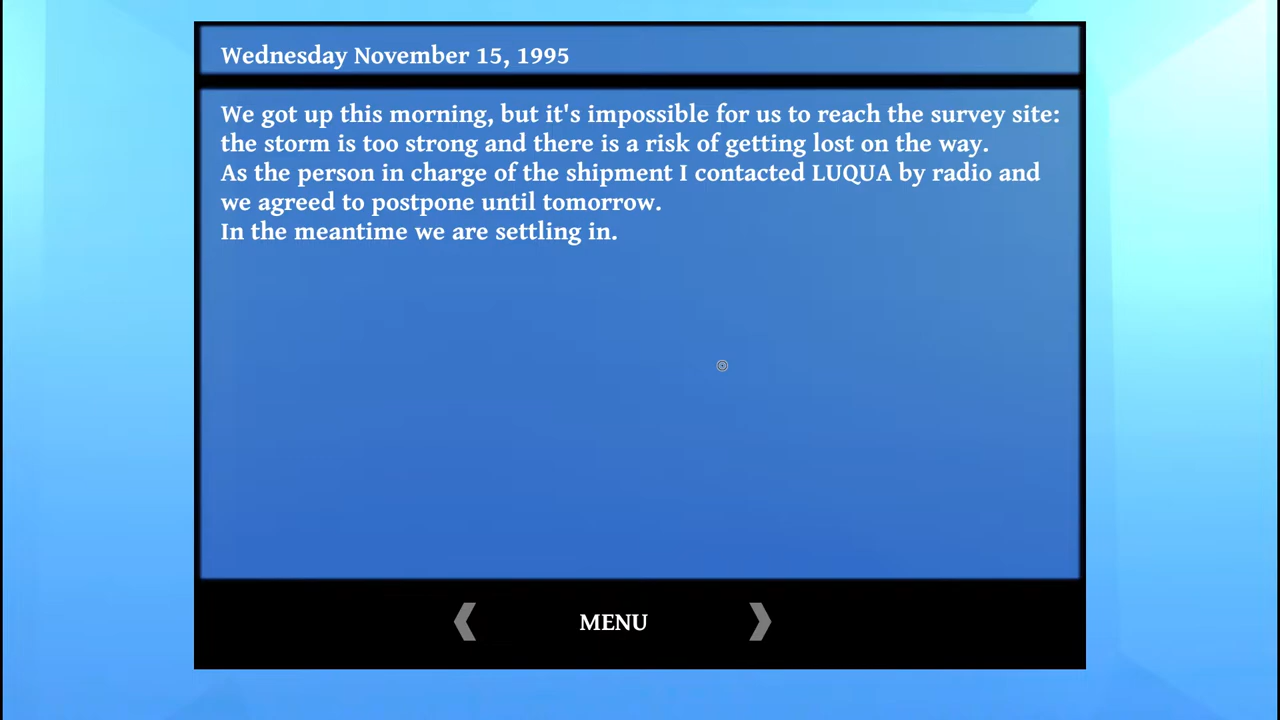 Wednesday November 15, 1995
We got up this morning, but it's impossible for us to reach the survey site:
the storm is too strong and there is a risk of getting lost on the way.
As the person in charge of the shipment I contacted LUQUA by radio and
we agreed to postpone until tomorrow.
In the meantime we are settling in.
MENU